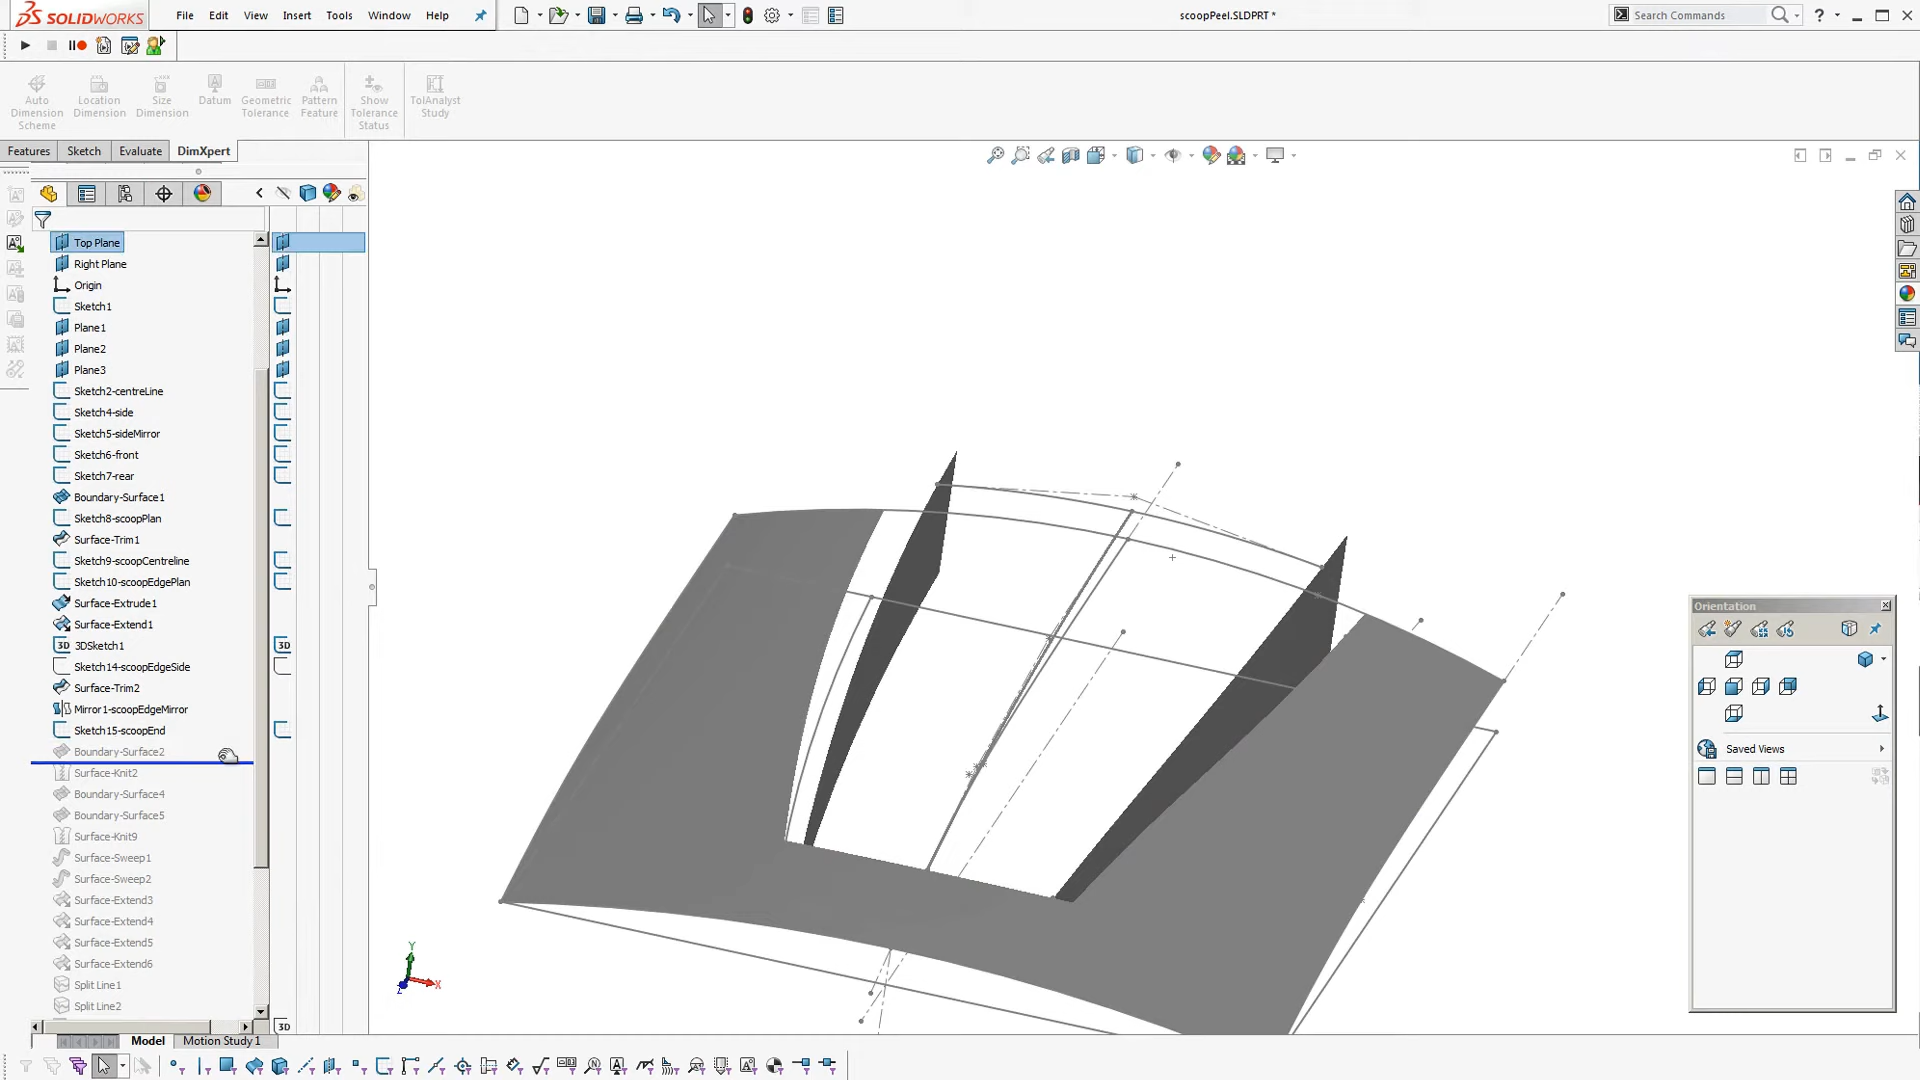 SOLIDWORKS File Edit View Insert Tools Window Help scoopPeel.SLDPRT * Search Commands ?
Auto Dimension Scheme
Location Dimension
Size Dimension
Datum
Geometric Tolerance
Pattern Feature
Show Tolerance Status
TolAnalyst Study
Features Sketch Evaluate DimXpert
Top Plane
Right Plane
Origin
Sketch1
Plane1
Plane2
Plane3
Sketch2-centreLine
Sketch4-side
Sketch5-sideMirror
Sketch6-front
Sketch7-rear
Boundary-Surface1
Sketch8-scoopPlan
Surface-Trim1
Sketch9-scoopCentreline
Sketch10-scoopEdgePlan
Surface-Extrude1
Surface-Extend1
3D 3DSketch1 3D
Sketch14-scoopEdgeSide
Surface-Trim2
Mirror1-scoopEdgeMirror
Sketch15-scoopEnd
Boundary-Surface2
Surface-Knit2
Boundary-Surface4
Boundary-Surface5
Surface-Knit9
Surface-Sweep1
Surface-Sweep2
Surface-Extend3
Surface-Extend4
Surface-Extend5
Surface-Extend6
Split Line1
Split Line2
3D
Orientation
Saved Views
Y
X
Z
Model Motion Study 1